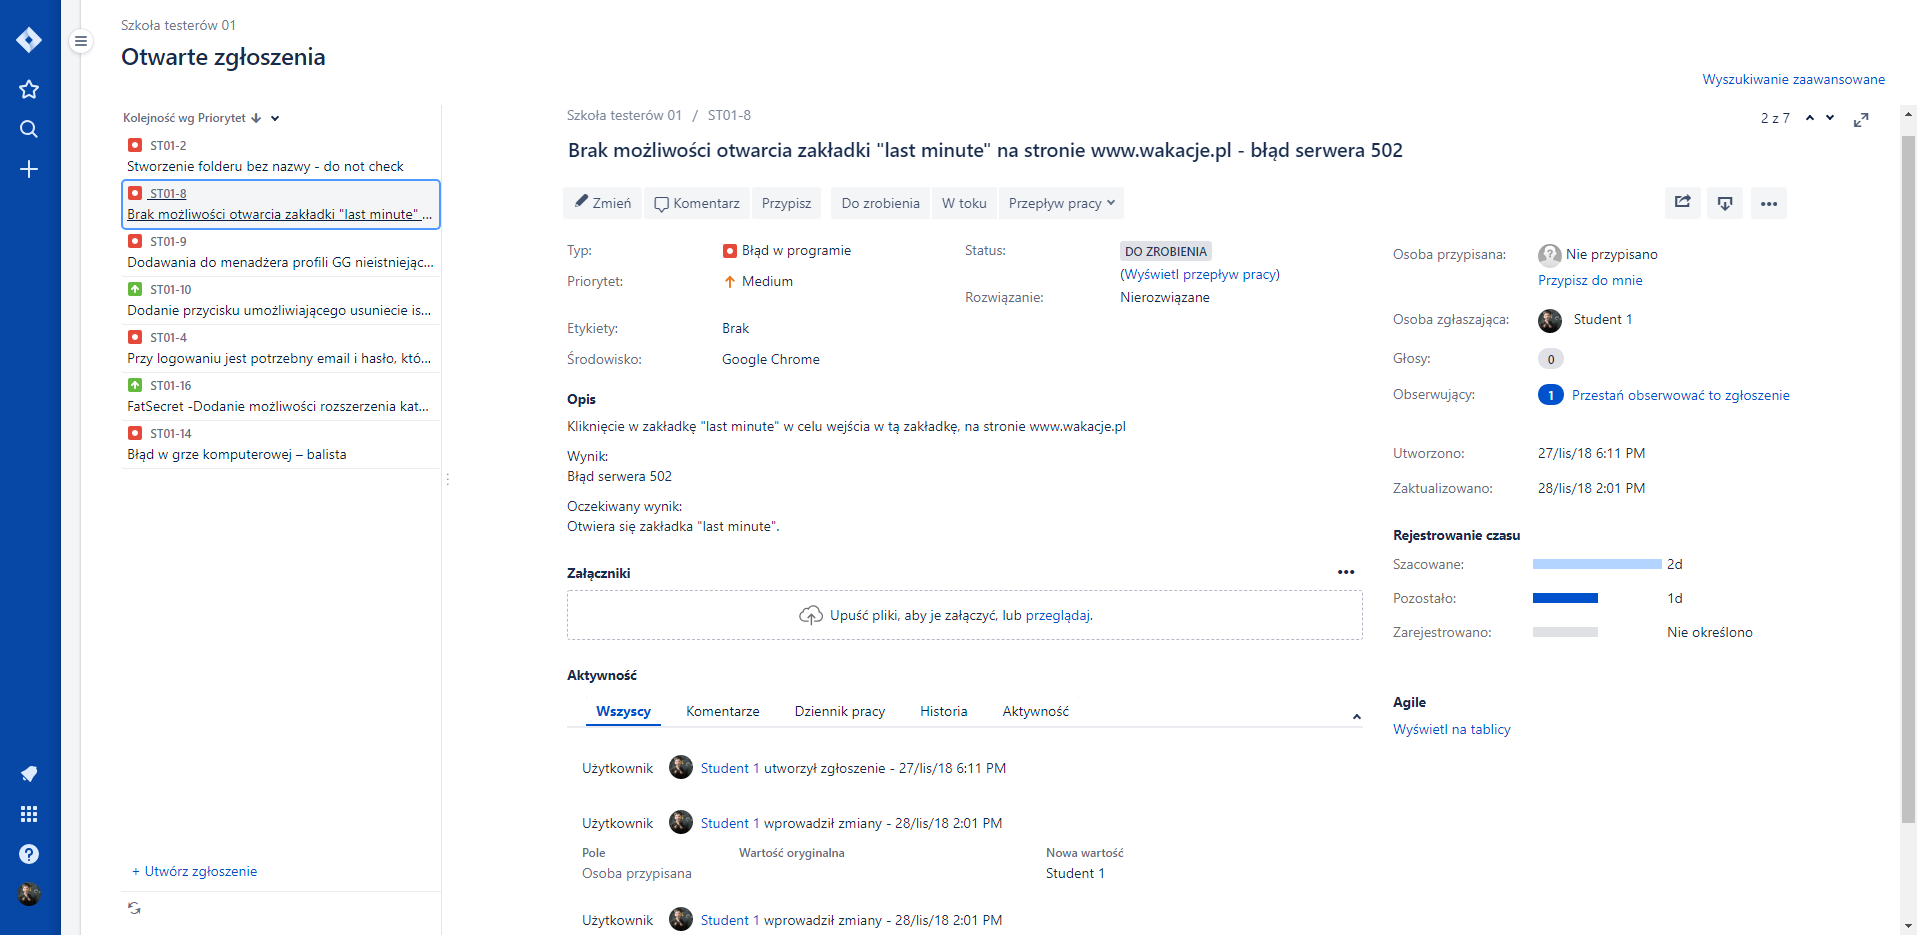 Szkoła testerów 01
Otwarte zgłoszenia
Wyszukiwanie zaawansowane
Kolejność wg Priorytet
ST01-2
Stworzenie folderu bez nazwy - do not check
ST01-8
Brak możliwości otwarcia zakładki "last minute" ...
ST01-9
Dodawania do menadżera profili GG nieistniejąc...
ST01-10
Dodanie przycisku umożliwiającego usuniecie is...
ST01-4
Przy logowaniu jest potrzebny email i hasło, któ...
ST01-16
FatSecret -Dodanie możliwości rozszerzenia kat...
ST01-14
Błąd w grze komputerowej – balista
+ Utwórz zgłoszenie
Szkoła testerów 01 / ST01-8
2 z 7
Brak możliwości otwarcia zakładki "last minute" na stronie www.wakacje.pl - błąd serwera 502
Zmień Komentarz Przypisz Do zrobienia W toku Przepływ pracy
Typ: Błąd w programie
Priorytet: Medium
Etykiety: Brak
Środowisko: Google Chrome
Status: DO ZROBIENIA
(Wyświetl przepływ pracy)
Rozwiązanie: Nierozwiązane
Opis
Kliknięcie w zakładkę "last minute" w celu wejścia w tą zakładkę, na stronie www.wakacje.pl
Wynik:
Błąd serwera 502
Oczekiwany wynik:
Otwiera się zakładka "last minute".
Załączniki
Upuść pliki, aby je załączyć, lub przeglądaj.
Aktywność
Wszyscy Komentarze Dziennik pracy Historia Aktywność
Użytkownik Student 1 utworzył zgłoszenie - 27/lis/18 6:11 PM
Użytkownik Student 1 wprowadził zmiany - 28/lis/18 2:01 PM
Pole Wartość oryginalna Nowa wartość
Osoba przypisana Student 1
Użytkownik Student 1 wprowadził zmiany - 28/lis/18 2:01 PM
Osoba przypisana: ? Nie przypisano
Przypisz do mnie
Osoba zgłaszająca: Student 1
Głosy: 0
Obserwujący: 1 Przestań obserwować to zgłoszenie
Utworzono: 27/lis/18 6:11 PM
Zaktualizowano: 28/lis/18 2:01 PM
Rejestrowanie czasu
Szacowane: 2d
Pozostało: 1d
Zarejestrowano: Nie określono
Agile
Wyświetl na tablicy